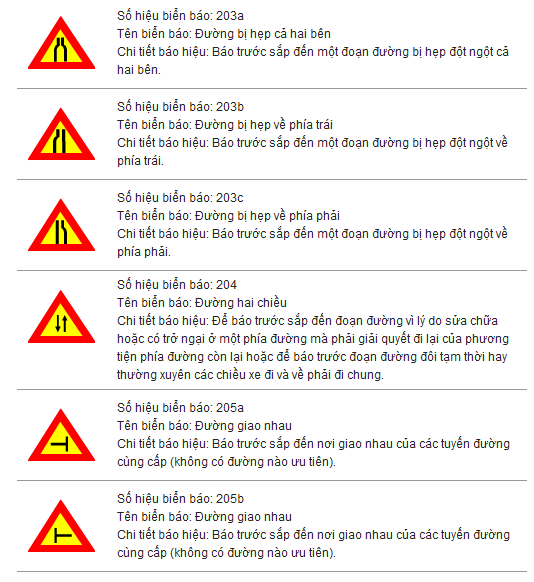 Số hiệu biển báo: 203a
Tên biển báo: Đường bị hẹp cả hai bên
Chi tiết báo hiệu: Báo trước sắp đến một đoạn đường bị hẹp đột ngột cả
hai bên.
Số hiệu biển báo: 203b
Tên biển báo: Đường bị hẹp về phía trái
Chi tiết báo hiệu: Báo trước sắp đến một đoạn đường bị hẹp đột ngột về
phía trái.
Số hiệu biển báo: 203c
Tên biển báo: Đường bị hẹp về phía phải
Chi tiết báo hiệu: Báo trước sắp đến một đoạn đường bị hẹp đột ngột về
phía phải.
Số hiệu biển báo: 204
Tên biển báo: Đường hai chiều
Chi tiết báo hiệu: Để báo trước sắp đến đoạn đường vì lý do sửa chữa
hoặc có trở ngại ở một phía đường mà phải giải quyết đi lại của phương
tiện phía đường còn lại hoặc để báo trước đoạn đường đôi tạm thời hay
thường xuyên các chiều xe đi và về phải đi chung.
Số hiệu biển báo: 205a
Tên biển báo: Đường giao nhau
Chi tiết báo hiệu: Báo trước sắp đến nơi giao nhau của các tuyến đường
cùng cấp (không có đường nào ưu tiên).
Số hiệu biển báo: 205b
Tên biển báo: Đường giao nhau
Chi tiết báo hiệu: Báo trước sắp đến nơi giao nhau của các tuyến đường
cùng cấp (không có đường nào ưu tiên).